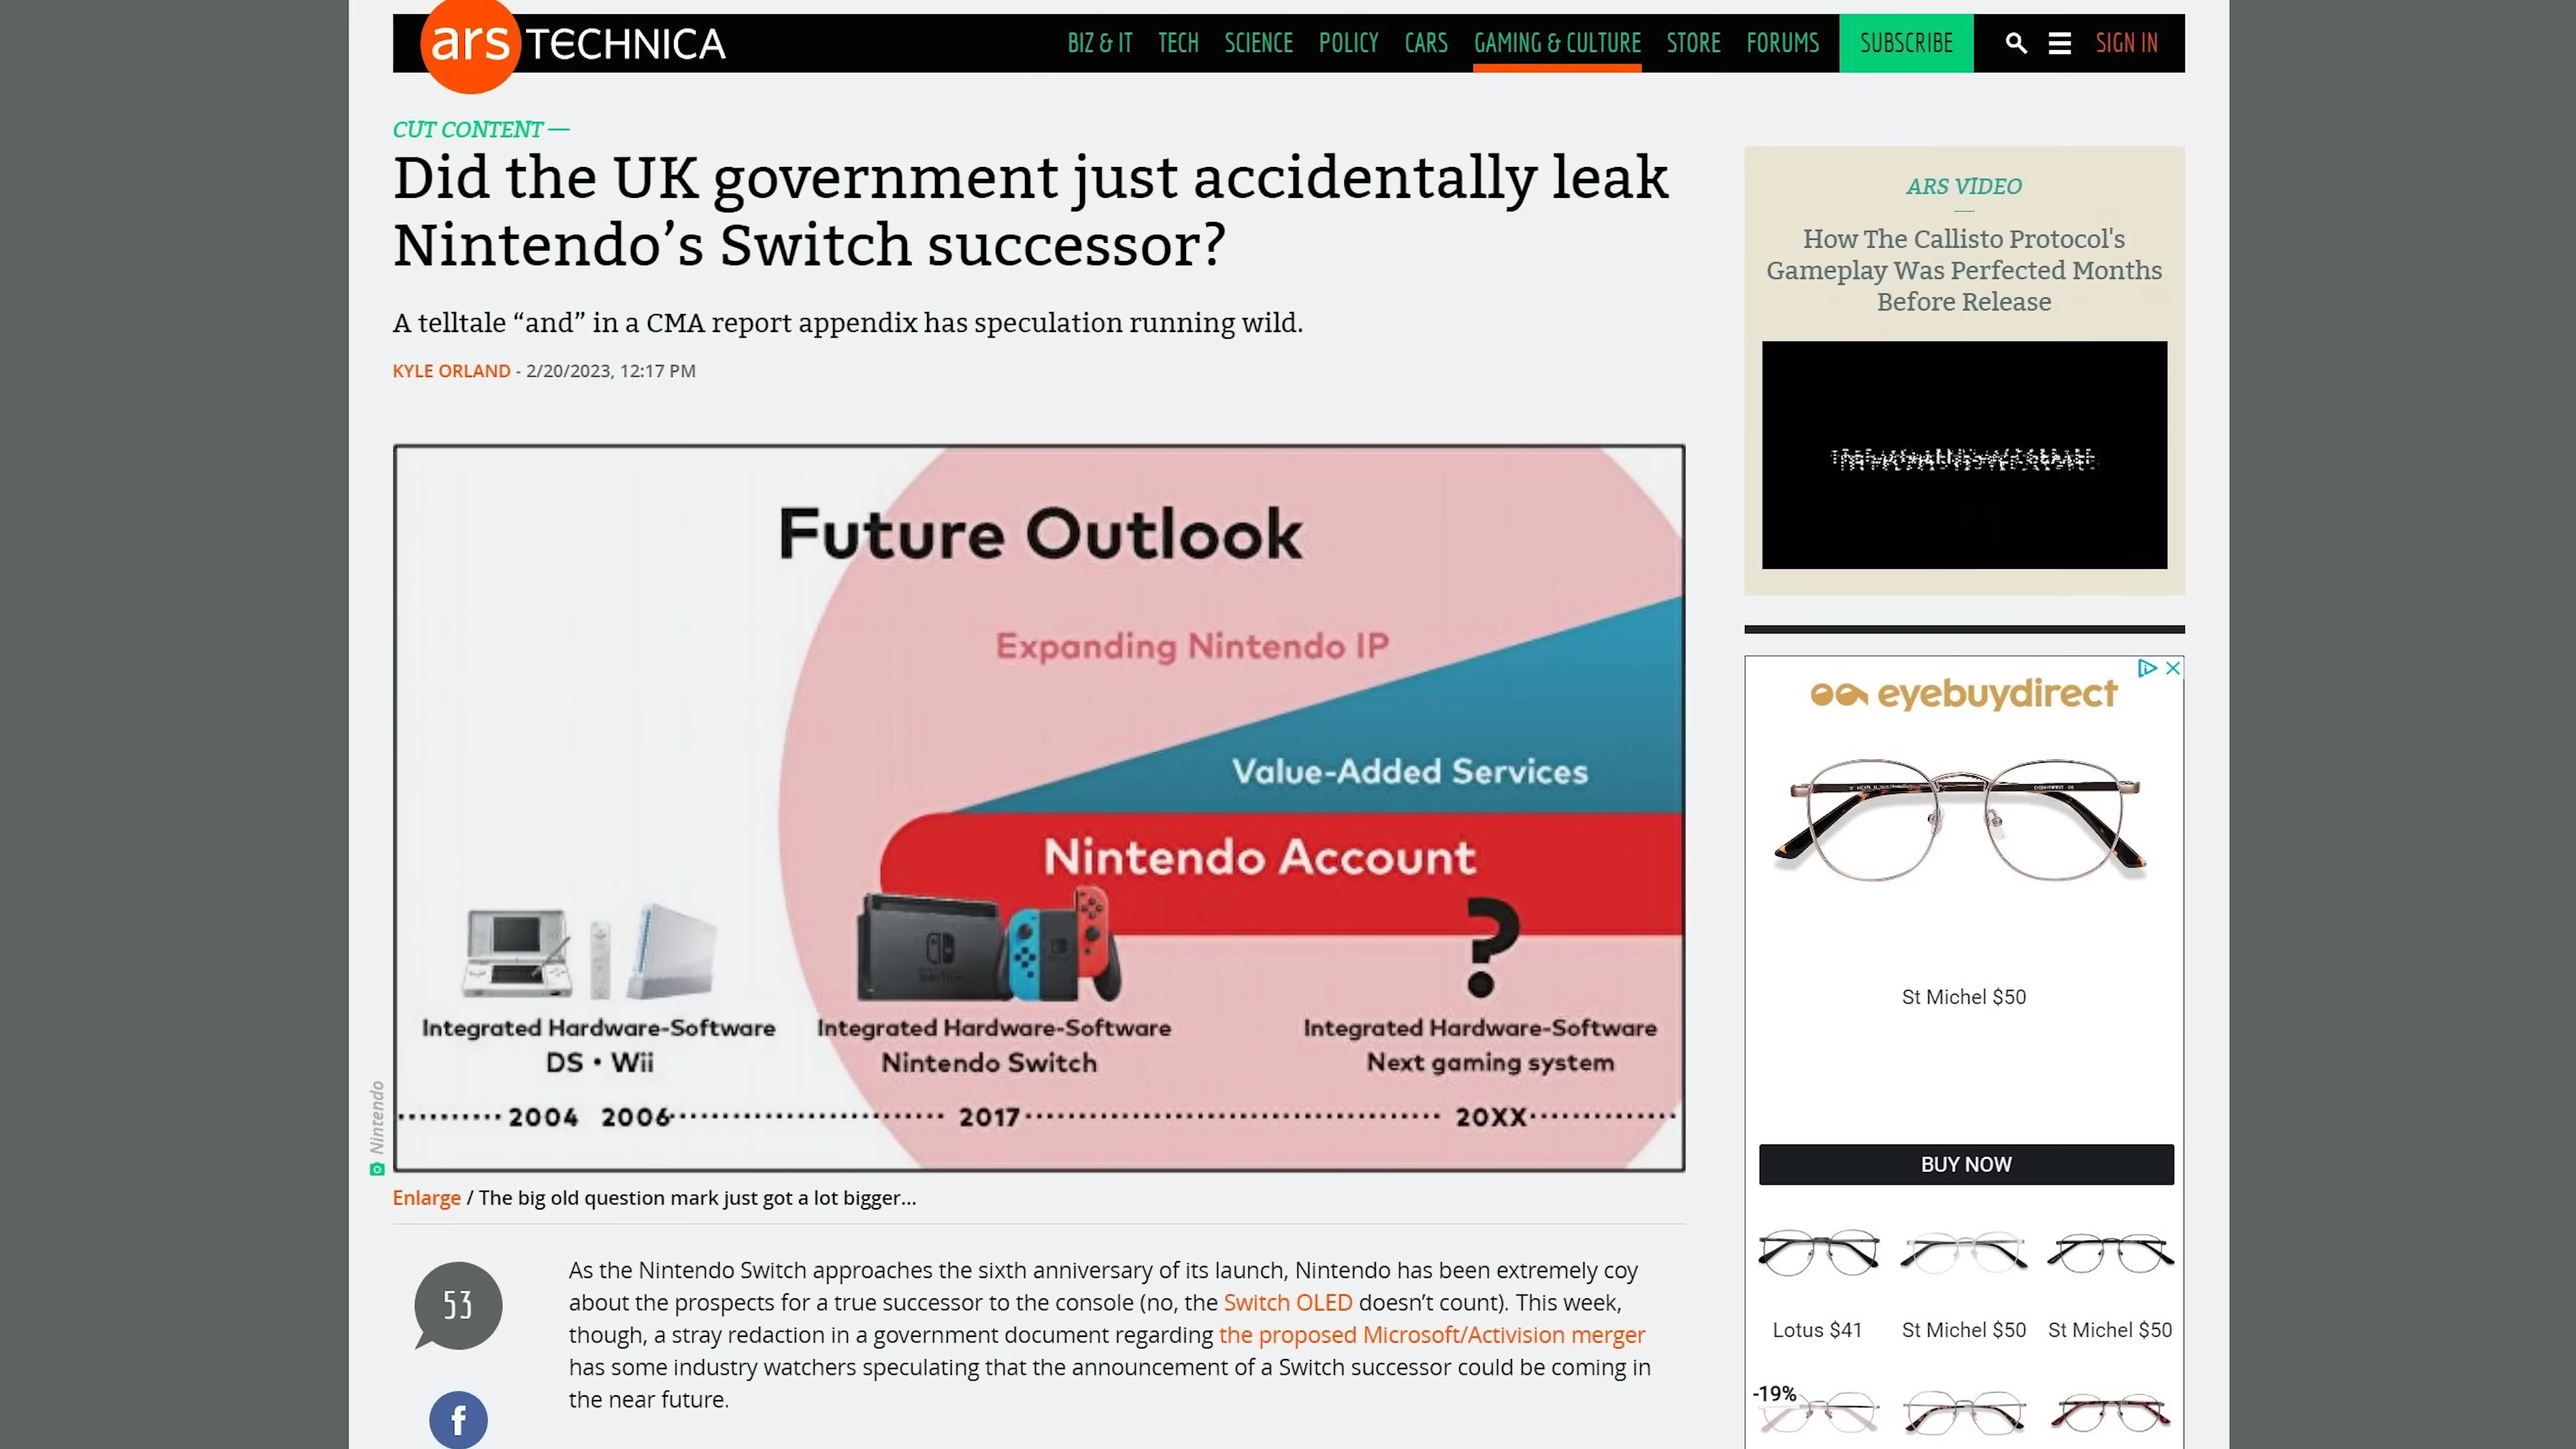 ars TECHNICA
BIZ & IT TECH SCIENCE POLICY CARS GAMING & CULTURE STORE FORUMS SUBSCRIBE SIGN IN
CUT CONTENT —
Did the UK government just accidentally leak
Nintendo’s Switch successor?
A telltale “and” in a CMA report appendix has speculation running wild.
KYLE ORLAND - 2/20/2023, 12:17 PM
Future Outlook
Expanding Nintendo IP
Value-Added Services
Nintendo Account
?
Integrated Hardware-Software
DS • Wii
Integrated Hardware-Software
Nintendo Switch
Integrated Hardware-Software
Next gaming system
2004 2006 2017 20XX
Nintendo
Enlarge / The big old question mark just got a lot bigger...
53
f
As the Nintendo Switch approaches the sixth anniversary of its launch, Nintendo has been extremely coy
about the prospects for a true successor to the console (no, the Switch OLED doesn’t count). This week,
though, a stray redaction in a government document regarding the proposed Microsoft/Activision merger
has some industry watchers speculating that the announcement of a Switch successor could be coming in
the near future.
ARS VIDEO
How The Callisto Protocol's
Gameplay Was Perfected Months
Before Release
eyebuydirect
St Michel $50
BUY NOW
Lotus $41 St Michel $50 St Michel $50
-19%